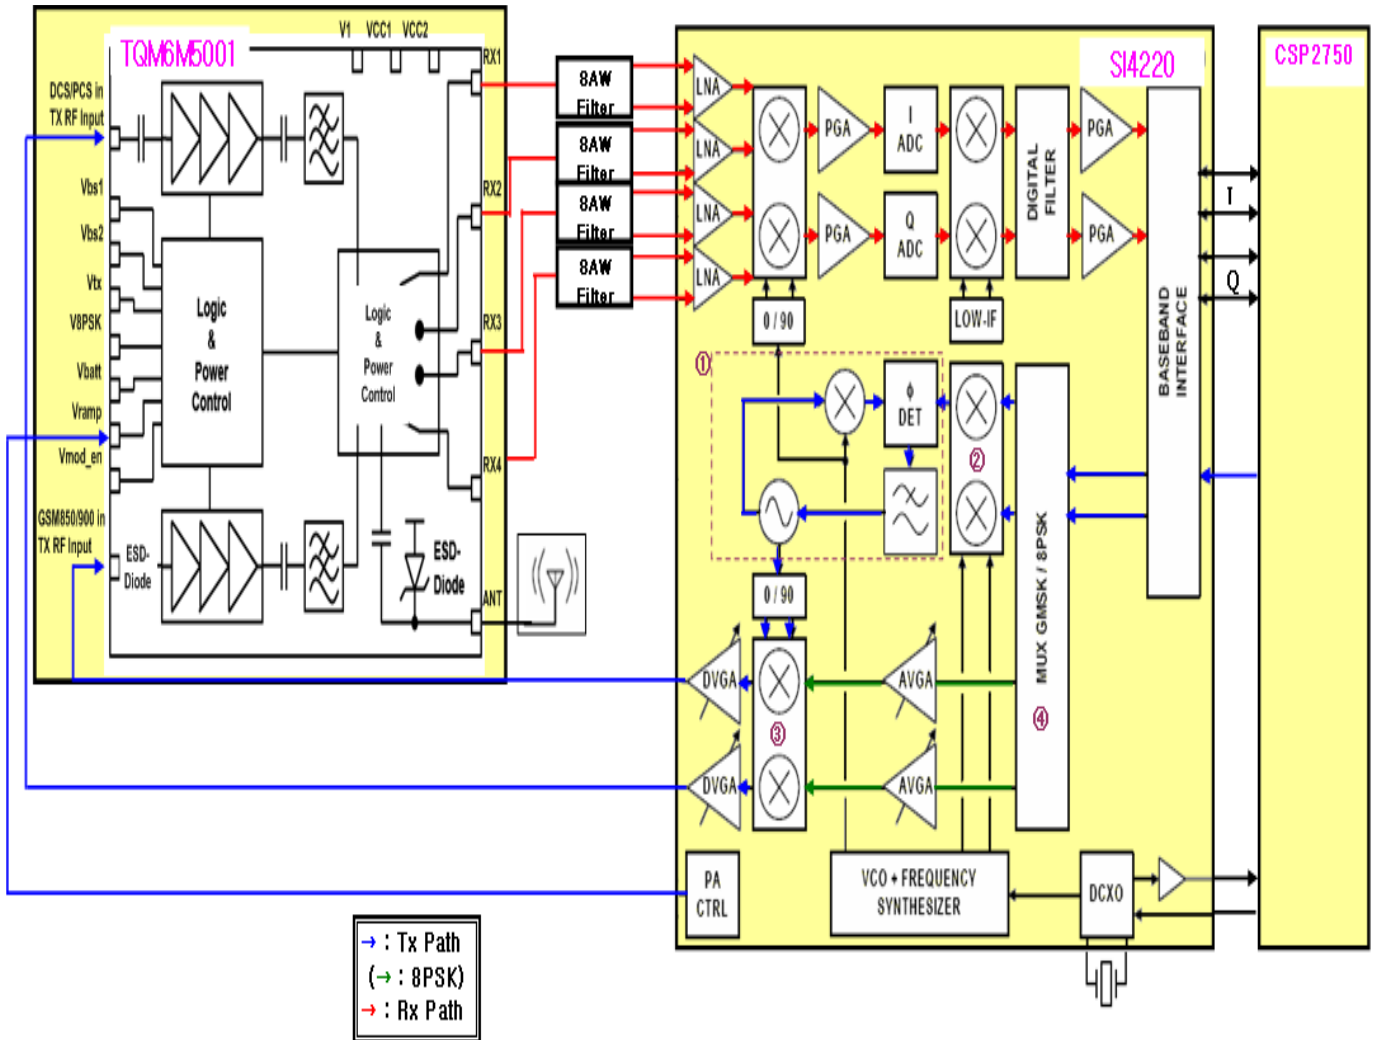 TQM6M5001
V1 VCC1 VCC2
RX1
DCS/PCS in
TX RF Input
Vbs1
Vbs2
Vtx
V8PSK
Vbatt
Vramp
Vmod_en
GSM850/900 in
TX RF Input
Logic
&
Power
Control
Logic
&
Power
Control
RX2
RX3
RX4
ESD-
Diode
ESD-
Diode
ANT
8AW
Filter
8AW
Filter
8AW
Filter
8AW
Filter
SI4220
LNA
LNA
LNA
LNA
PGA
PGA
I
ADC
Q
ADC
DIGITAL
FILTER
PGA
PGA
BASEBAND
INTERFACE
0 / 90
LOW-IF
①
ϕ
DET
②
0 / 90
MUX GMSK / 8PSK
④
DVGA
DVGA
③
AVGA
AVGA
PA
CTRL
VCO + FREQUENCY
SYNTHESIZER
DCXO
CSP2750
I
Q
→ : Tx Path
(→ : 8PSK)
→ : Rx Path